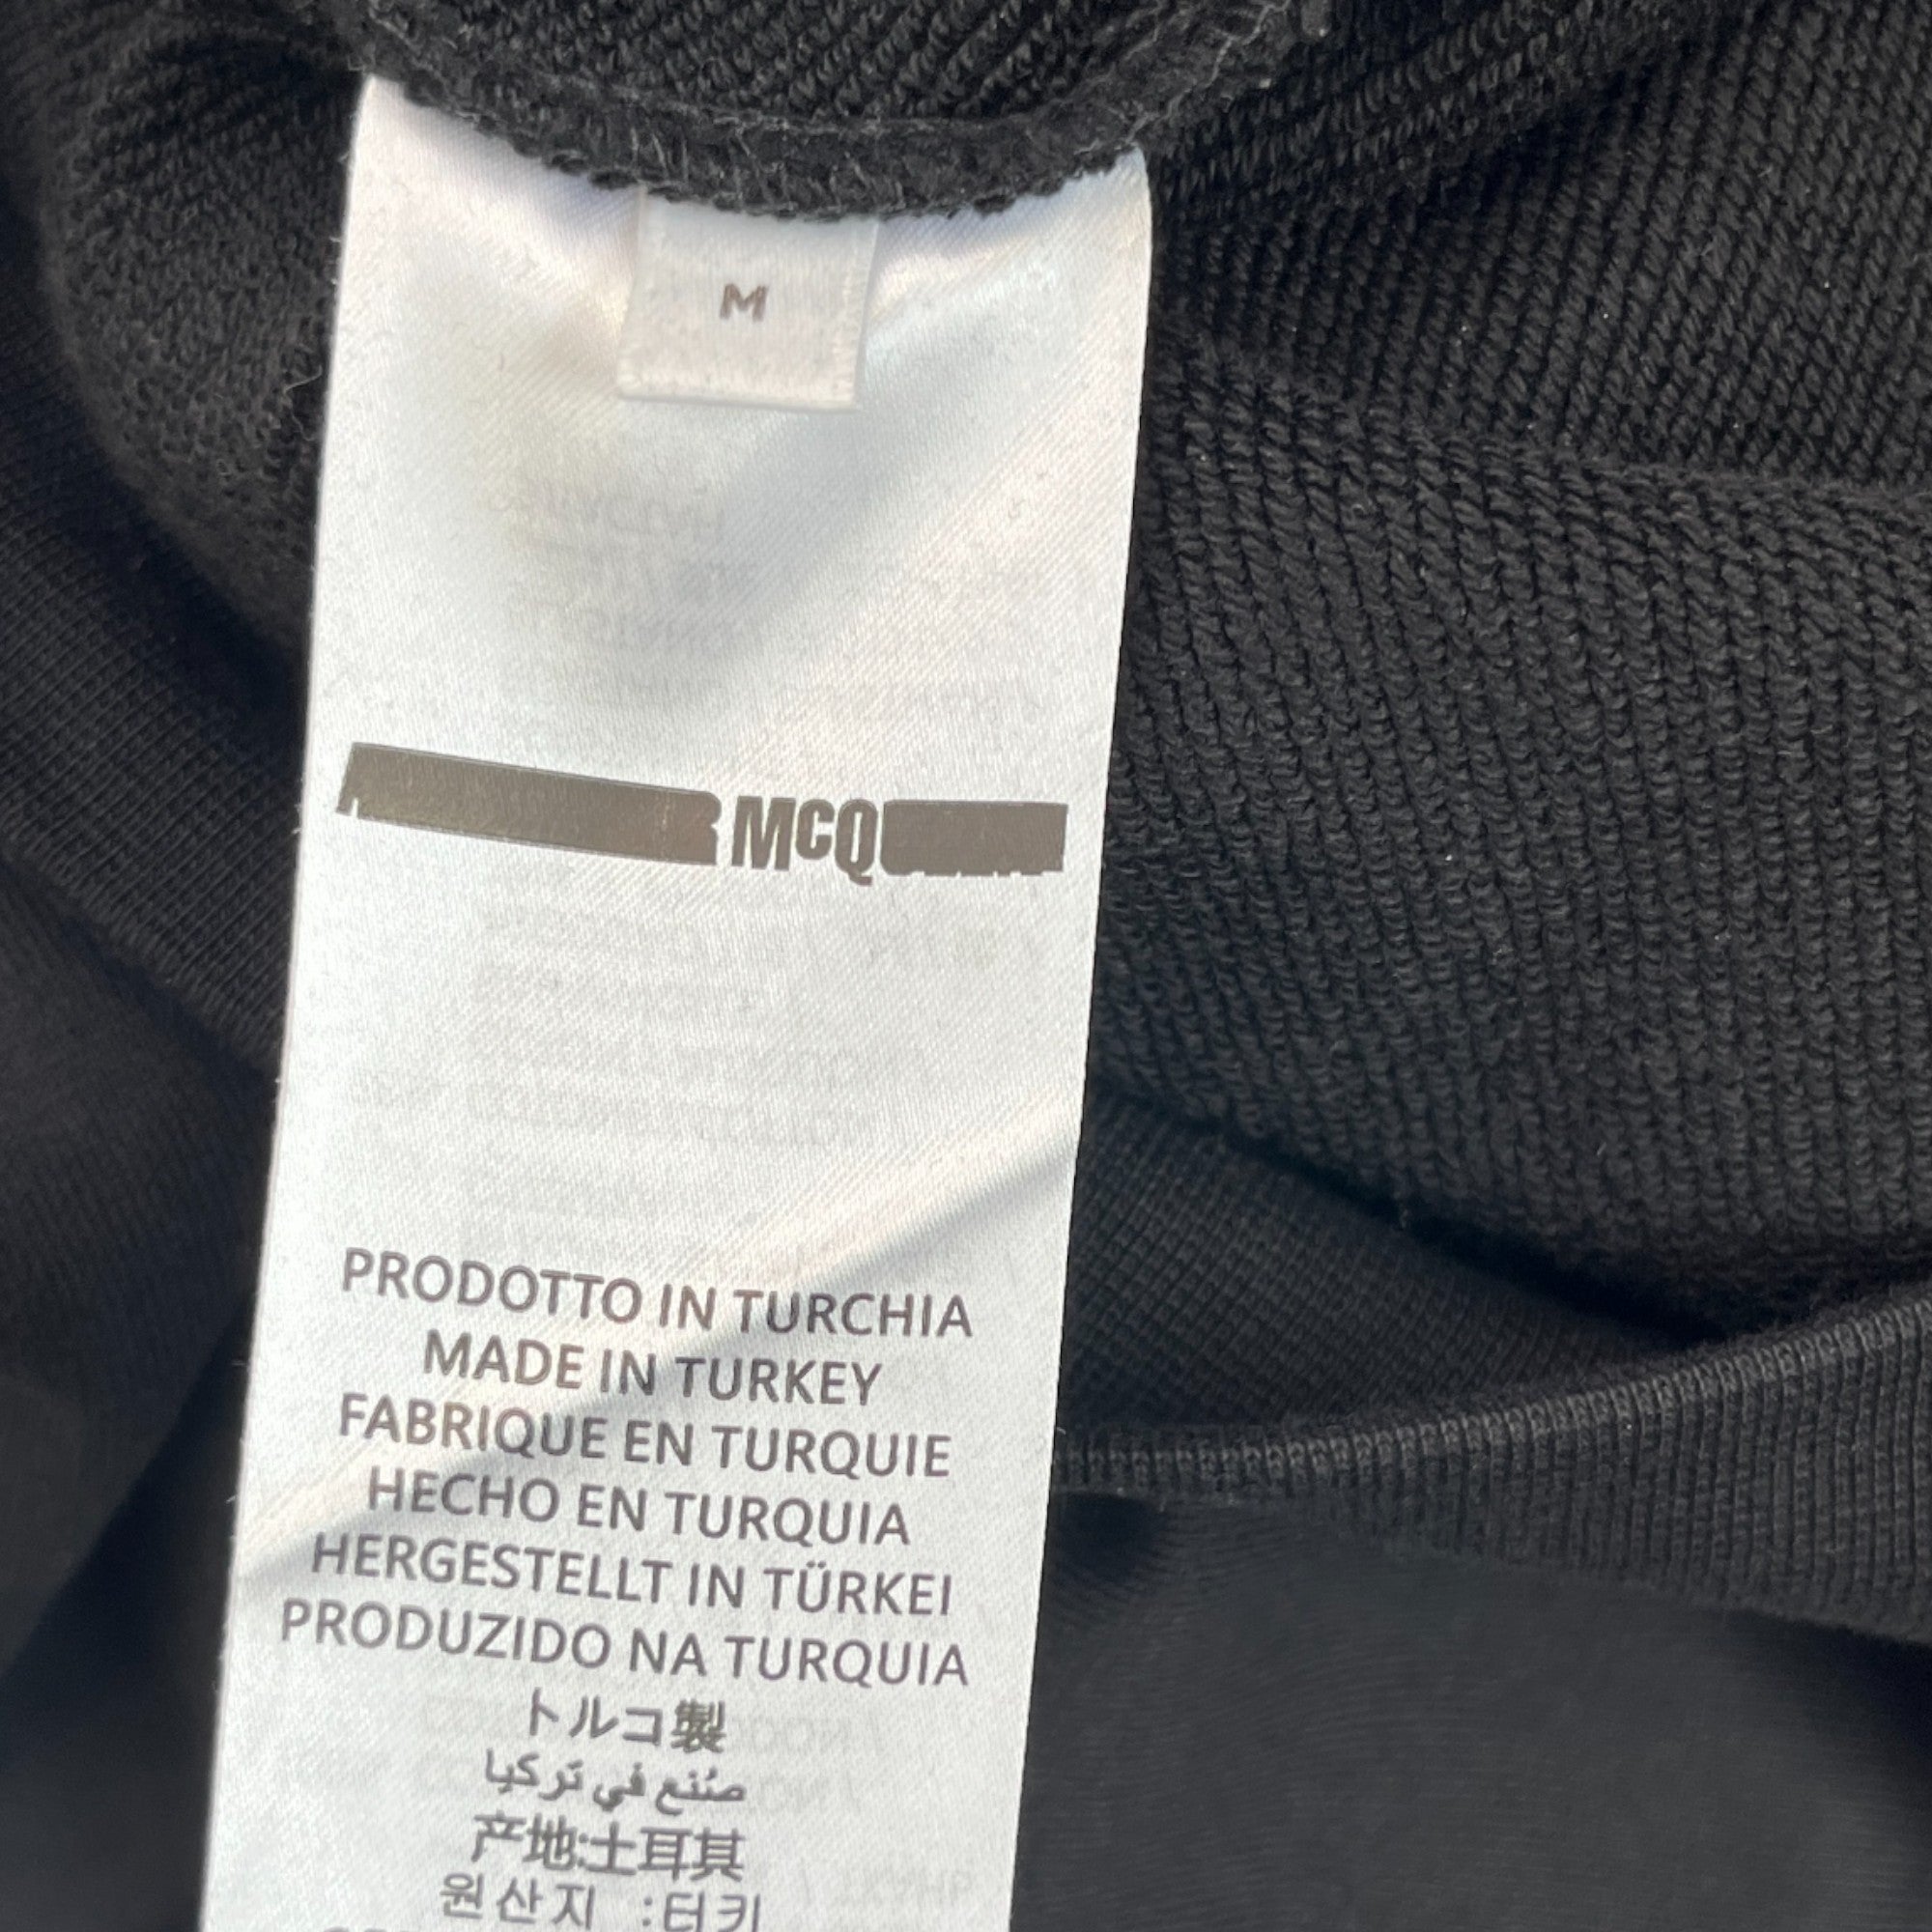 M
McQ
PRODOTTO IN TURCHIA
MADE IN TURKEY
FABRIQUE EN TURQUIE
HECHO EN TURQUIA
HERGESTELLT IN TÜRKEI
PRODUZIDO NA TURQUIA
トルコ製
صُنع في تركيا
产地:土耳其
원산지 :터키